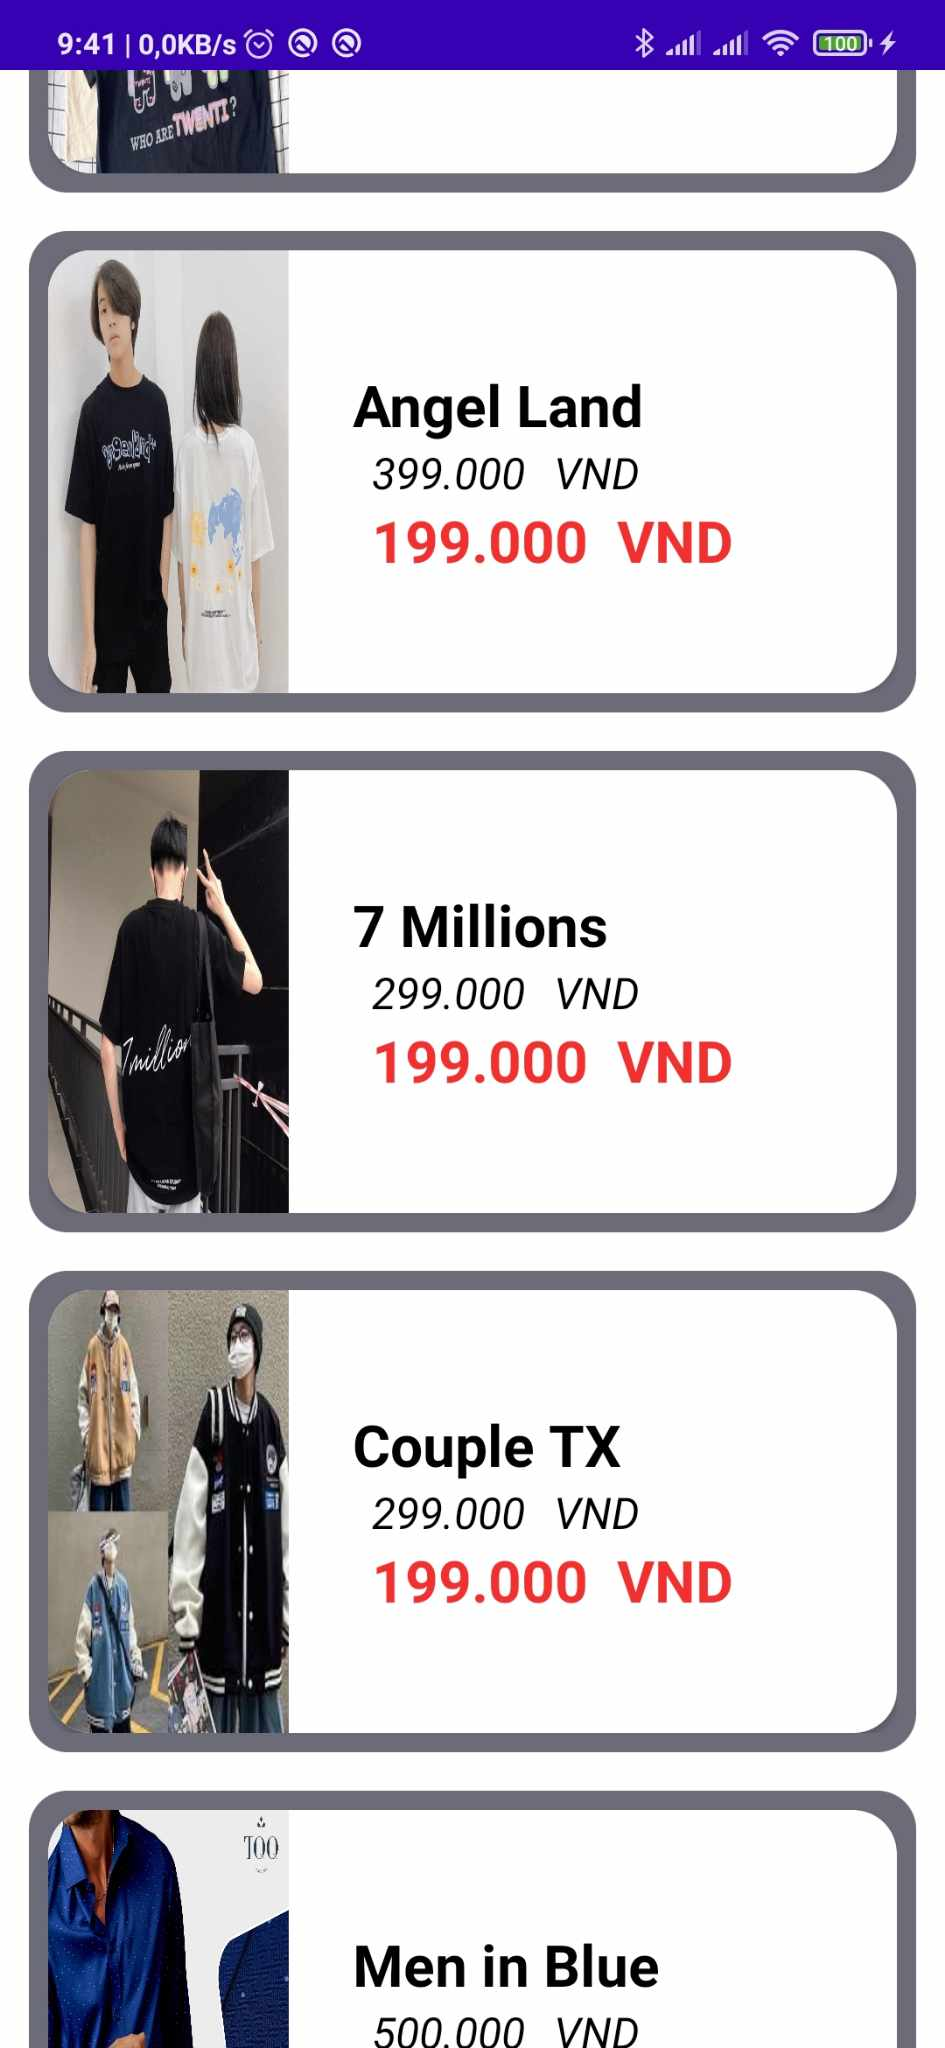 9:41 | 0,0KB/s
100
WHO ARE TWENTI ?
Angel Land
399.000 VND
199.000 VND
7 Millions
299.000 VND
199.000 VND
7million
Couple TX
299.000 VND
199.000 VND
TOO
Men in Blue
500.000 VND